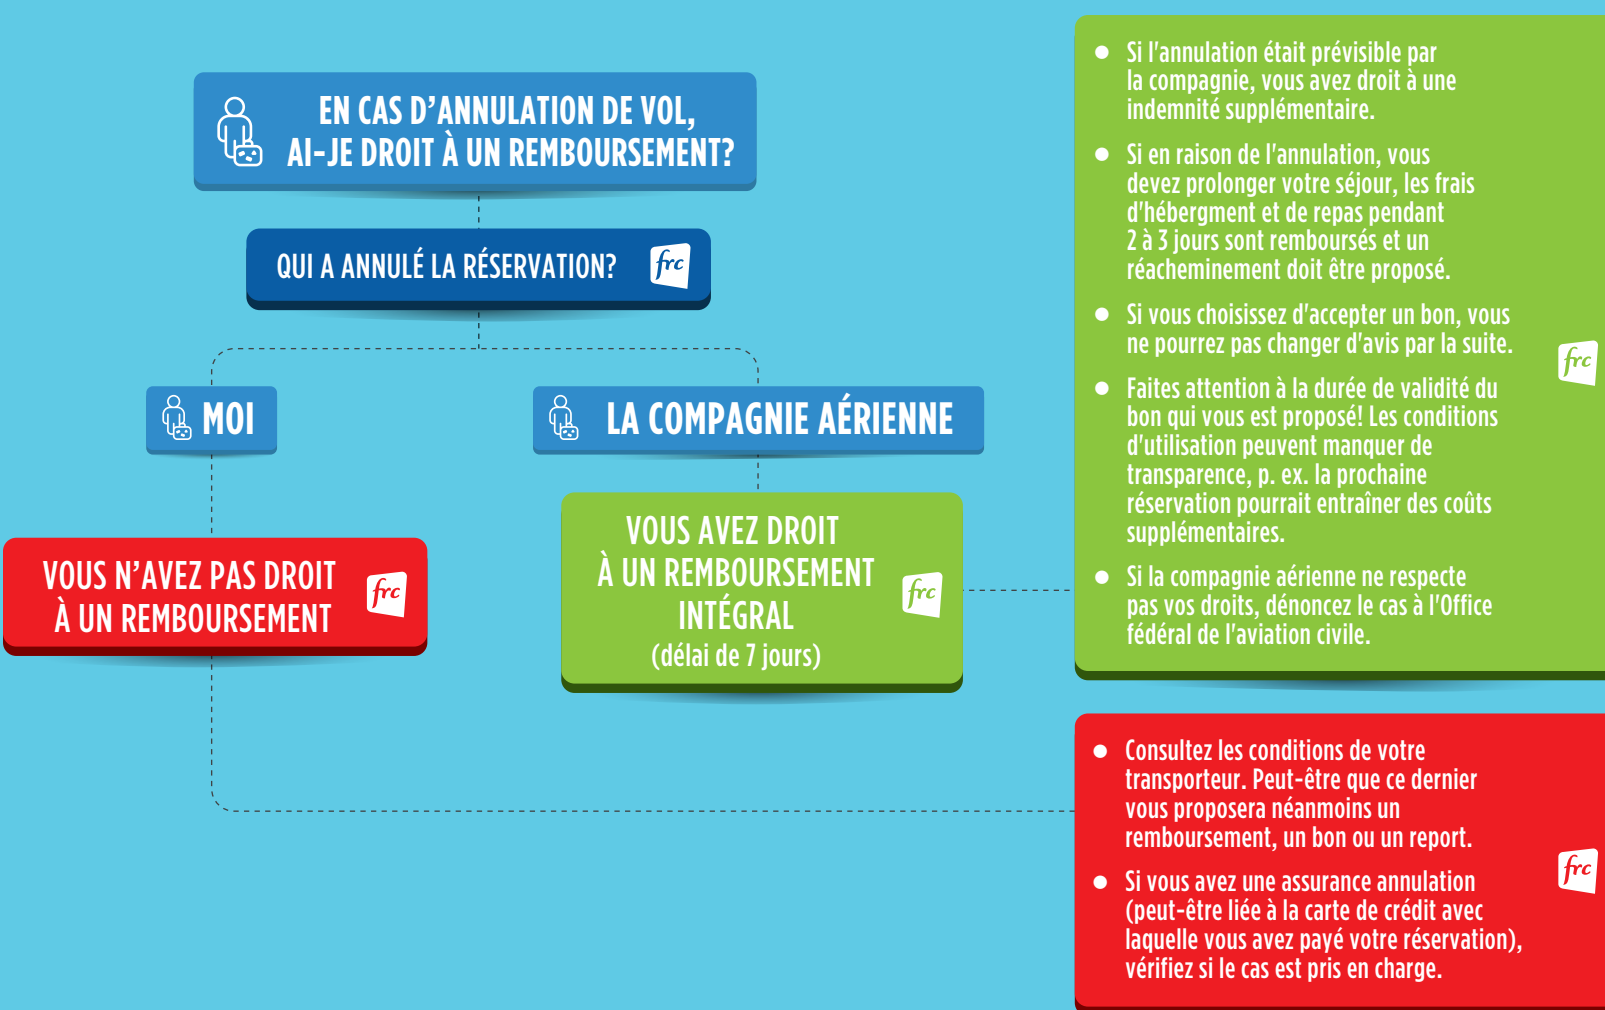 EN CAS D'ANNULATION DE VOL,
AI-JE DROIT À UN REMBOURSEMENT?
QUI A ANNULÉ LA RÉSERVATION?
frc
MOI
LA COMPAGNIE AÉRIENNE
VOUS N'AVEZ PAS DROIT
À UN REMBOURSEMENT
frc
VOUS AVEZ DROIT
À UN REMBOURSEMENT
INTÉGRAL
(délai de 7 jours)
frc
● Si l'annulation était prévisible par
la compagnie, vous avez droit à une
indemnité supplémentaire.
● Si en raison de l'annulation, vous
devez prolonger votre séjour, les frais
d'hébergment et de repas pendant
2 à 3 jours sont remboursés et un
réacheminement doit être proposé.
● Si vous choisissez d'accepter un bon, vous
ne pourrez pas changer d'avis par la suite.
● Faites attention à la durée de validité du
bon qui vous est proposé! Les conditions
d'utilisation peuvent manquer de
transparence, p. ex. la prochaine
réservation pourrait entraîner des coûts
supplémentaires.
● Si la compagnie aérienne ne respecte
pas vos droits, dénoncez le cas à l'Office
fédéral de l'aviation civile.
frc
● Consultez les conditions de votre
transporteur. Peut-être que ce dernier
vous proposera néanmoins un
remboursement, un bon ou un report.
● Si vous avez une assurance annulation
(peut-être liée à la carte de crédit avec
laquelle vous avez payé votre réservation),
vérifiez si le cas est pris en charge.
frc